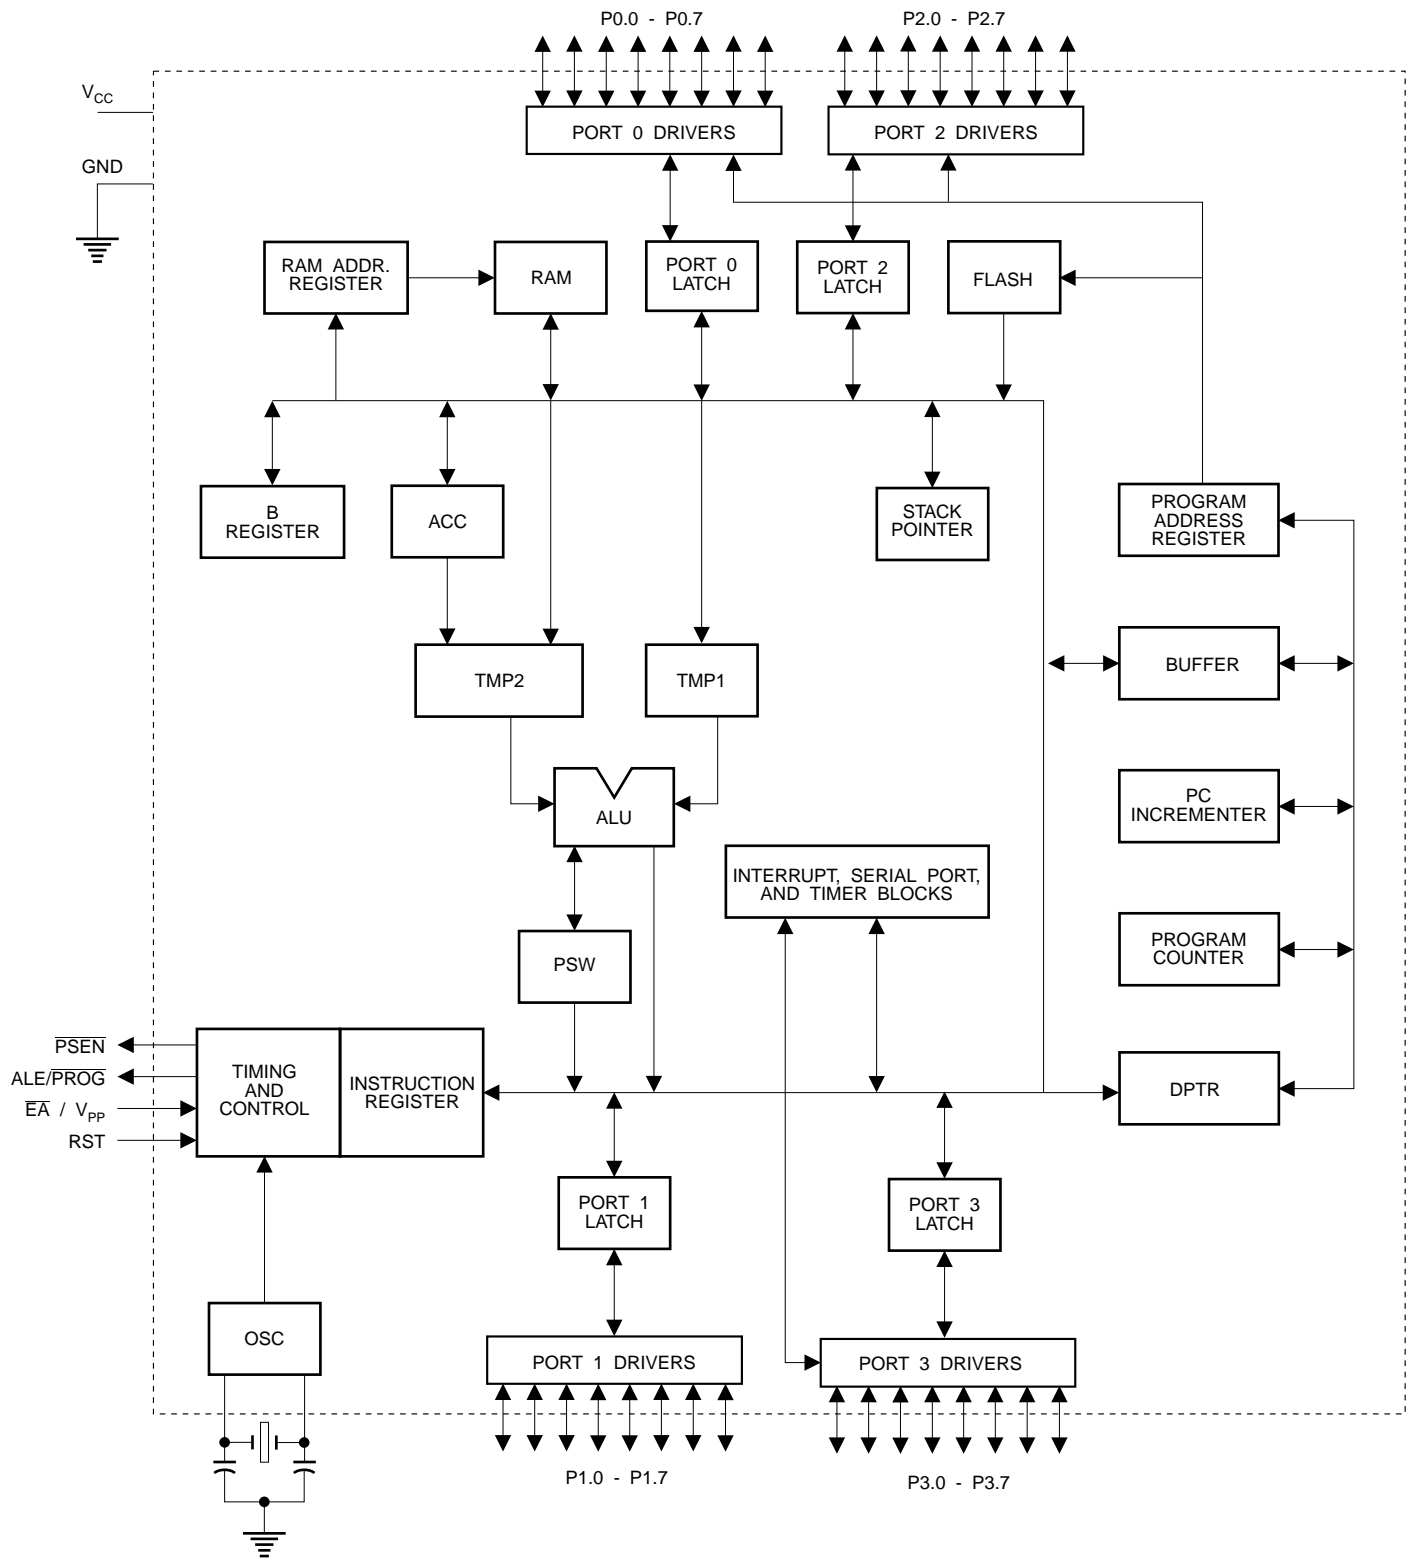 P0.0 - P0.7
P2.0 - P2.7
VCC
GND
PORT 0 DRIVERS
PORT 2 DRIVERS
RAM ADDR.
REGISTER
RAM
PORT 0
LATCH
PORT 2
LATCH
FLASH
B
REGISTER
ACC
STACK
POINTER
PROGRAM
ADDRESS
REGISTER
TMP2
TMP1
BUFFER
ALU
PC
INCREMENTER
INTERRUPT, SERIAL PORT,
AND TIMER BLOCKS
PSW
PROGRAM
COUNTER
P̅S̅E̅N̅
ALE/P̅R̅O̅G̅
E̅A̅ / VPP
RST
TIMING
AND
CONTROL
INSTRUCTION
REGISTER
DPTR
PORT 1
LATCH
PORT 3
LATCH
OSC
PORT 1 DRIVERS
PORT 3 DRIVERS
P1.0 - P1.7
P3.0 - P3.7